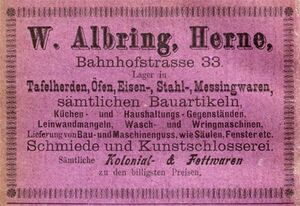 W. Albring, Herne,
Bahnhofstrasse 33.
Lager in
Tafelherden, Öfen, Eisen-, Stahl-, Messingwaren,
sämtlichen Bauartikeln,
Küchen- und Haushaltungs-Gegenständen,
Leinwandmangeln, Wasch- und Wringmaschinen,
Lieferung von Bau- und Maschinenguss, wie Säulen, Fenster etc.
Schmiede und Kunstschlosserei.
Sämtliche Kolonial- & Fettwaren
zu den billigsten Preisen.